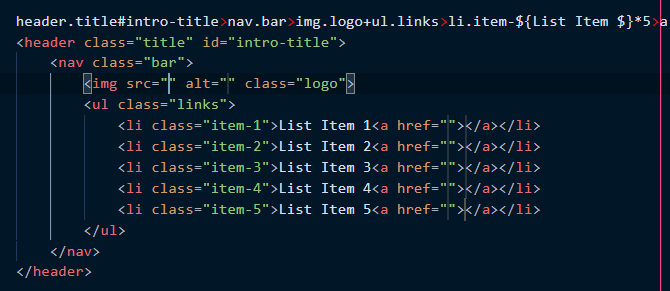 header.title#intro-title>nav.bar>img.logo+ul.links>li.item-${List Item $}*5>a
<header class="title" id="intro-title">
<nav class="bar">
<img src="" alt="" class="logo">
<ul class="links">
<li class="item-1">List Item 1<a href=""></a></li>
<li class="item-2">List Item 2<a href=""></a></li>
<li class="item-3">List Item 3<a href=""></a></li>
<li class="item-4">List Item 4<a href=""></a></li>
<li class="item-5">List Item 5<a href=""></a></li>
</ul>
</nav>
</header>